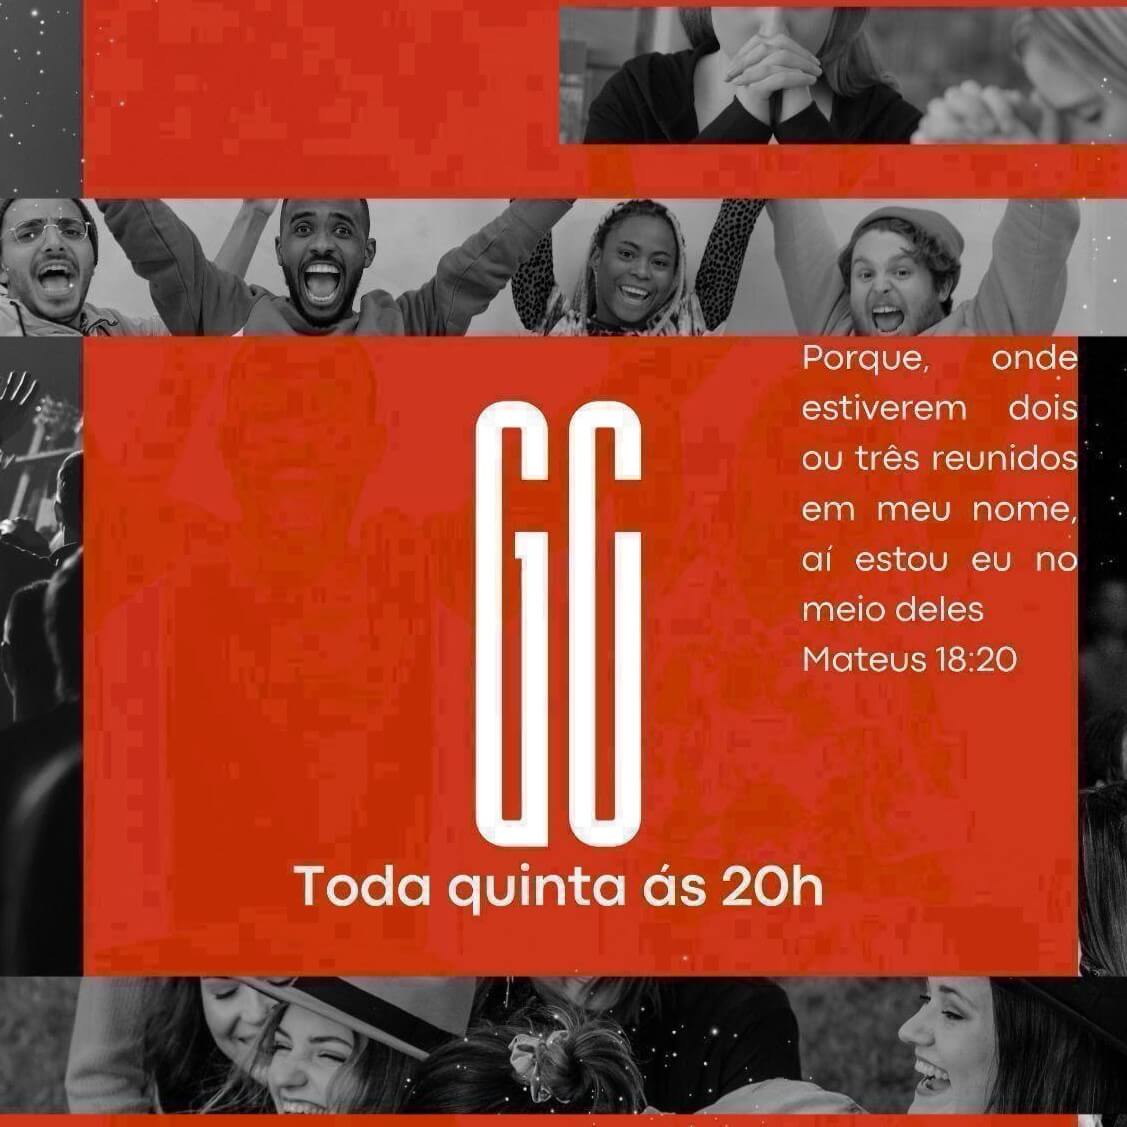 Porque, onde
estiverem dois
ou três reunidos
em meu nome,
aí estou eu no
meio deles
Mateus 18:20
GC
Toda quinta ás 20h